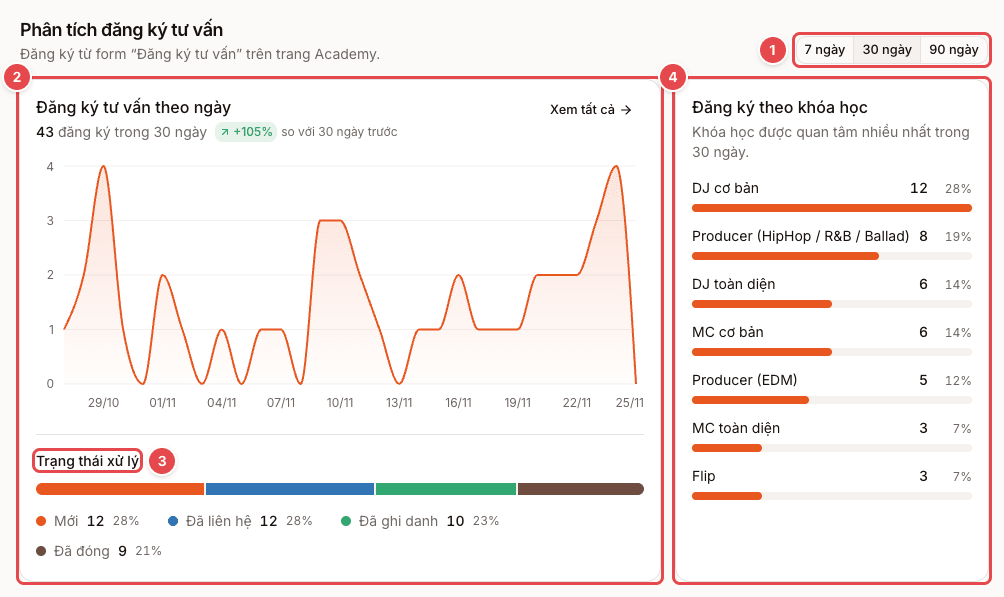 Phân tích đăng ký tư vấn
Đăng ký từ form “Đăng ký tư vấn” trên trang Academy.
1
7 ngày 30 ngày 90 ngày
2
Đăng ký tư vấn theo ngày
Xem tất cả →
43 đăng ký trong 30 ngày ↗ +105% so với 30 ngày trước
4
3
2
1
0
29/10 01/11 04/11 07/11 10/11 13/11 16/11 19/11 22/11 25/11
Trạng thái xử lý 3
Mới 12 28% Đã liên hệ 12 28% Đã ghi danh 10 23%
Đã đóng 9 21%
4
Đăng ký theo khóa học
Khóa học được quan tâm nhiều nhất trong
30 ngày.
DJ cơ bản 12 28%
Producer (HipHop / R&B / Ballad) 8 19%
DJ toàn diện 6 14%
MC cơ bản 6 14%
Producer (EDM) 5 12%
MC toàn diện 3 7%
Flip 3 7%